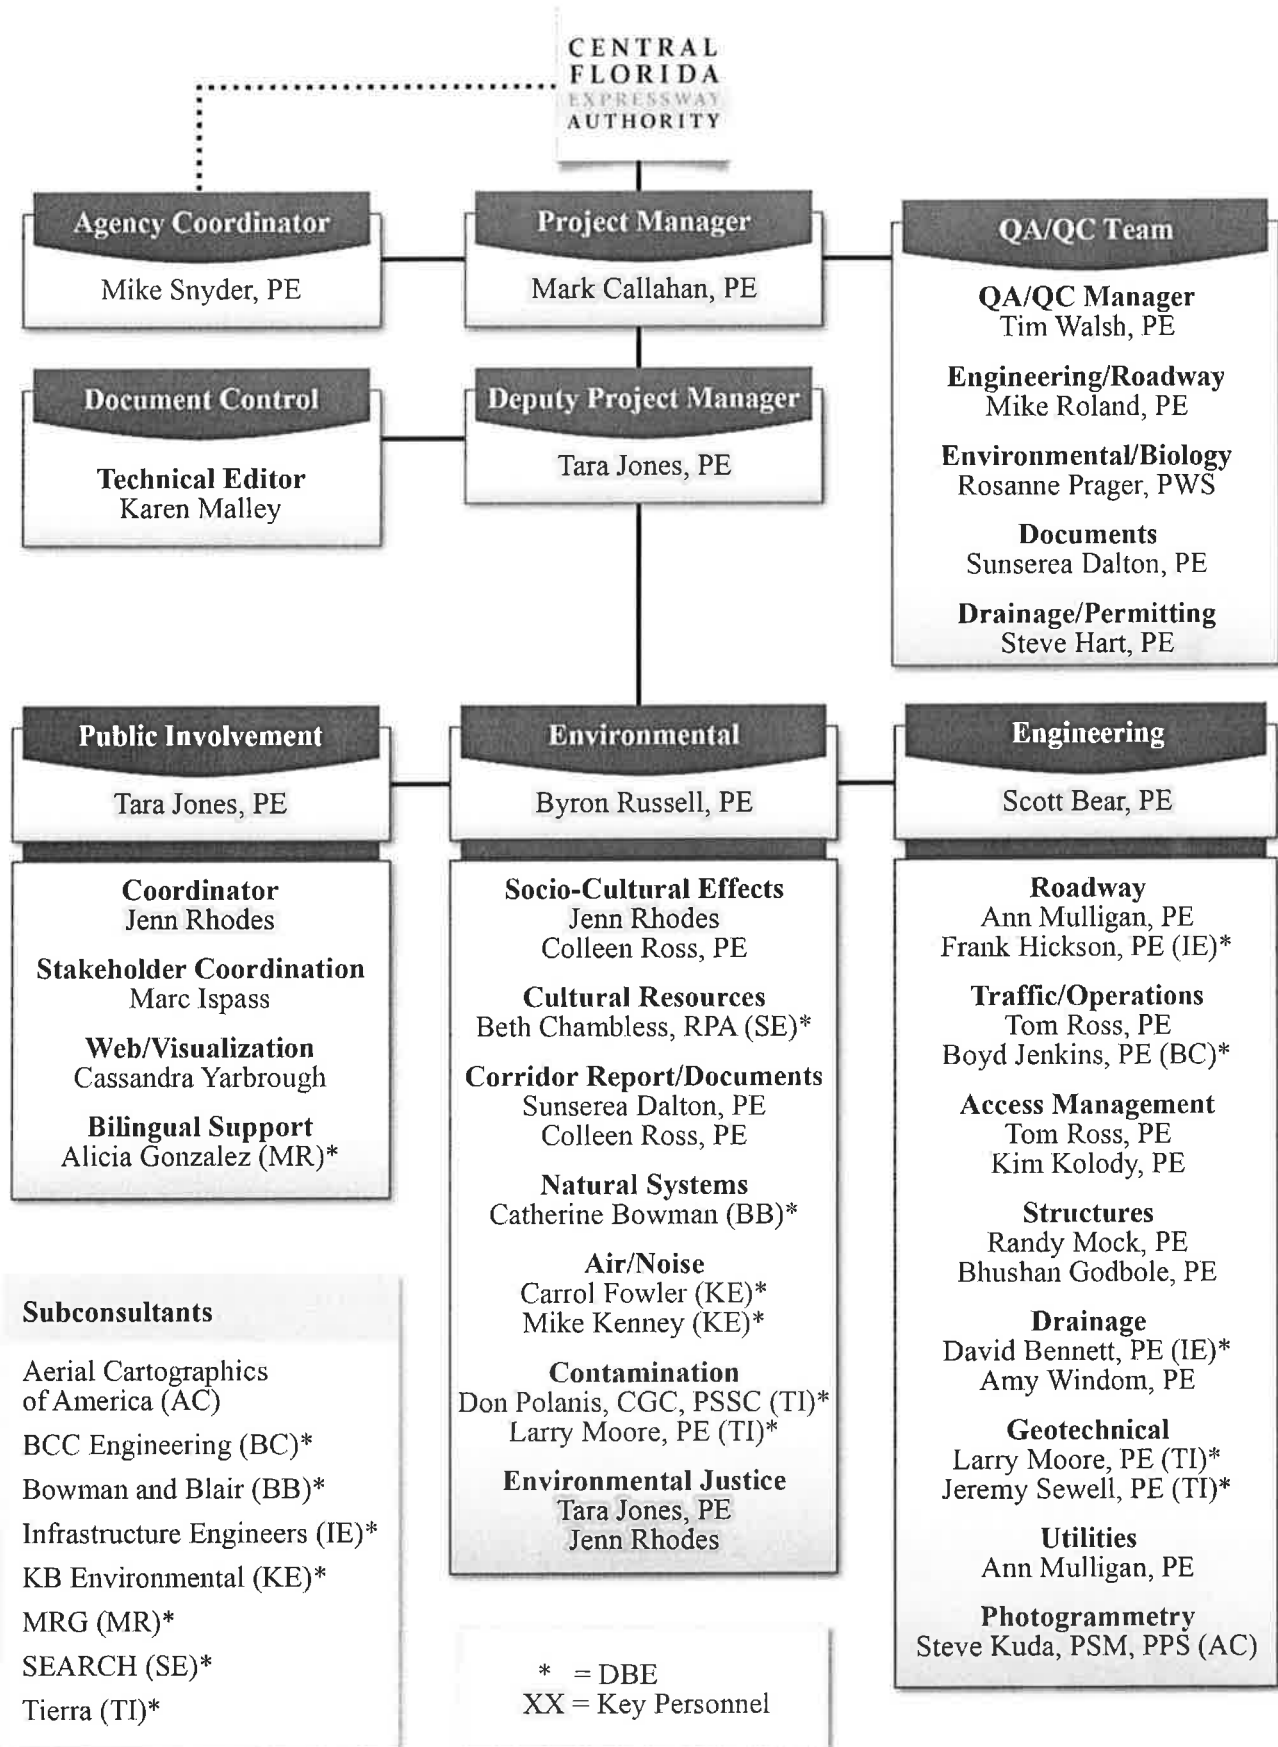 CENTRAL
FLORIDA
EXPRESSWAY
AUTHORITY
Agency Coordinator
Mike Snyder, PE
Project Manager
Mark Callahan, PE
QA/QC Team
QA/QC Manager
Tim Walsh, PE
Engineering/Roadway
Mike Roland, PE
Environmental/Biology
Rosanne Prager, PWS
Documents
Sunserea Dalton, PE
Drainage/Permitting
Steve Hart, PE
Document Control
Technical Editor
Karen Malley
Deputy Project Manager
Tara Jones, PE
Public Involvement
Tara Jones, PE
Coordinator
Jenn Rhodes
Stakeholder Coordination
Marc Ispass
Web/Visualization
Cassandra Yarbrough
Bilingual Support
Alicia Gonzalez (MR)*
Environmental
Byron Russell, PE
Socio-Cultural Effects
Jenn Rhodes
Colleen Ross, PE
Cultural Resources
Beth Chambless, RPA (SE)*
Corridor Report/Documents
Sunserea Dalton, PE
Colleen Ross, PE
Natural Systems
Catherine Bowman (BB)*
Air/Noise
Carrol Fowler (KE)*
Mike Kenney (KE)*
Contamination
Don Polanis, CGC, PSSC (TI)*
Larry Moore, PE (TI)*
Environmental Justice
Tara Jones, PE
Jenn Rhodes
Engineering
Scott Bear, PE
Roadway
Ann Mulligan, PE
Frank Hickson, PE (IE)*
Traffic/Operations
Tom Ross, PE
Boyd Jenkins, PE (BC)*
Access Management
Tom Ross, PE
Kim Kolody, PE
Structures
Randy Mock, PE
Bhushan Godbole, PE
Drainage
David Bennett, PE (IE)*
Amy Windom, PE
Geotechnical
Larry Moore, PE (TI)*
Jeremy Sewell, PE (TI)*
Utilities
Ann Mulligan, PE
Photogrammetry
Steve Kuda, PSM, PPS (AC)
Subconsultants
Aerial Cartographics
of America (AC)
BCC Engineering (BC)*
Bowman and Blair (BB)*
Infrastructure Engineers (IE)*
KB Environmental (KE)*
MRG (MR)*
SEARCH (SE)*
Tierra (TI)*
* = DBE
XX = Key Personnel